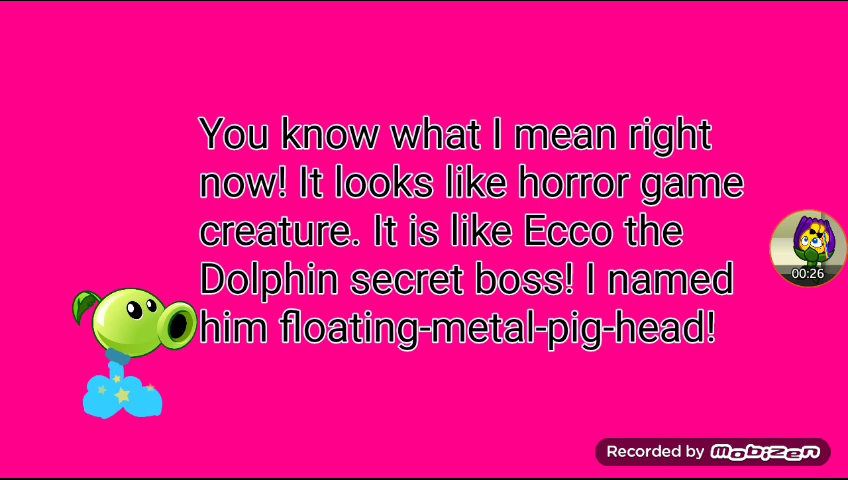 You know what I mean right
now! It looks like horror game
creature. It is like Ecco the
Dolphin secret boss! I named
him floating-metal-pig-head!
00:26
Recorded by mobizen